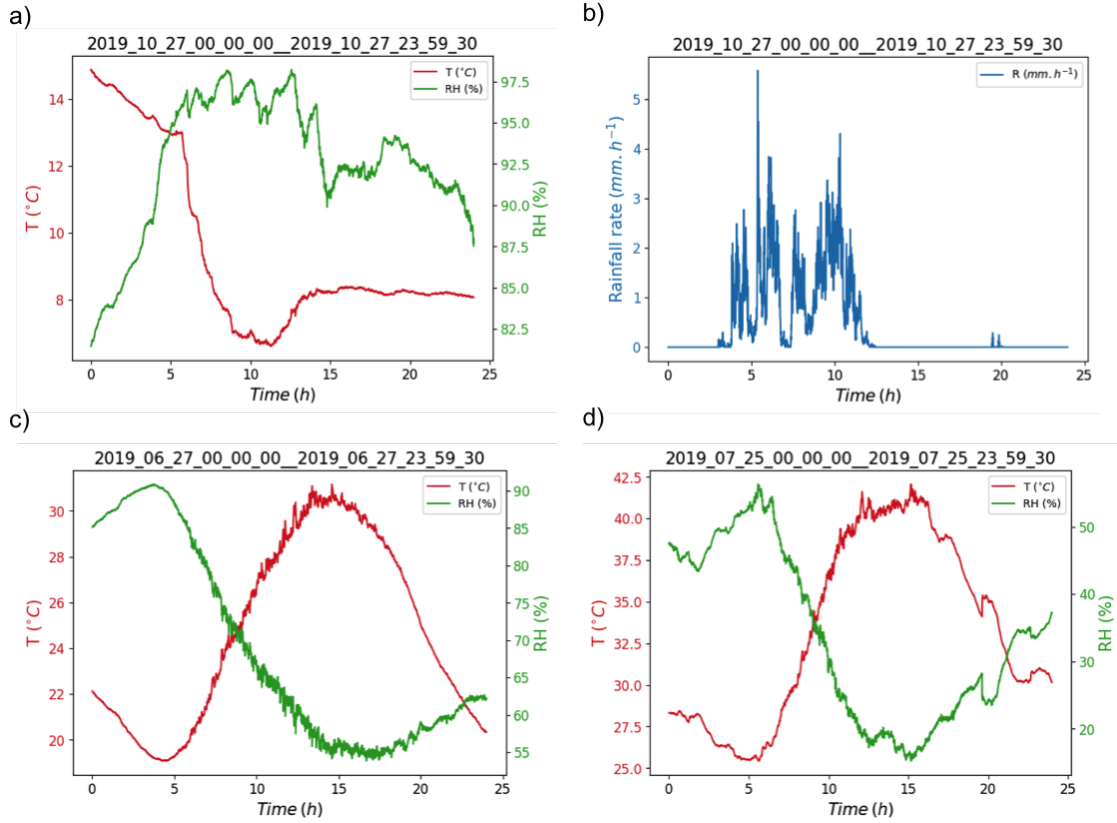 a)
2019_10_27_00_00_00__2019_10_27_23_59_30
T (°C)
RH (%)
14
12
10
8
97.5
95.0
92.5
90.0
87.5
85.0
82.5
T (°C)
RH (%)
0 5 10 15 20 25
Time (h)
b)
2019_10_27_00_00_00__2019_10_27_23_59_30
R (mm.h⁻¹)
5
4
3
2
1
0
Rainfall rate (mm.h⁻¹)
0 5 10 15 20 25
Time (h)
c)
2019_06_27_00_00_00__2019_06_27_23_59_30
T (°C)
RH (%)
30
28
26
24
22
20
90
85
80
75
70
65
60
55
T (°C)
RH (%)
0 5 10 15 20 25
Time (h)
d)
2019_07_25_00_00_00__2019_07_25_23_59_30
T (°C)
RH (%)
42.5
40.0
37.5
35.0
32.5
30.0
27.5
25.0
50
40
30
20
T (°C)
RH (%)
0 5 10 15 20 25
Time (h)